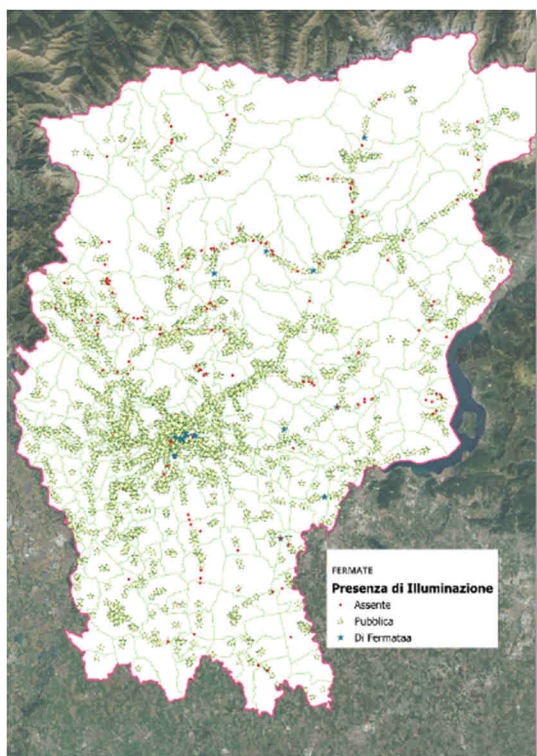 FERMATE
Presenza di Illuminazione
Assente
Pubblica
Di Fermataa